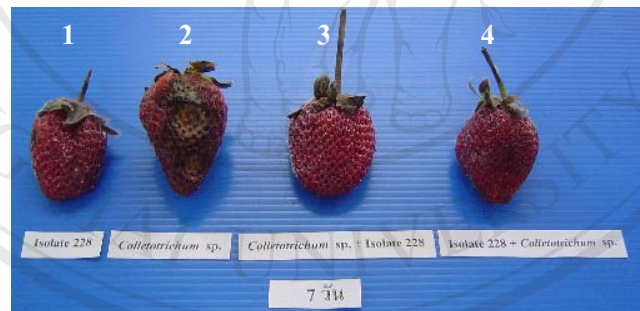 1 2 3 4
Isolate 228 Colletotrichum sp. Colletotrichum sp. + Isolate 228 Isolate 228 + Colletotrichum sp.
7 วัน
UNIVERSITY